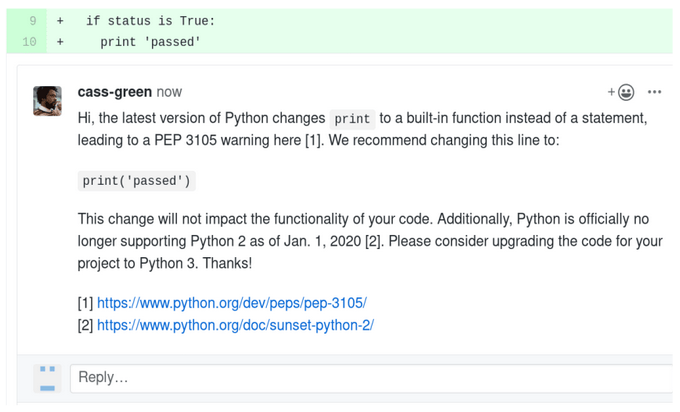 9 + if status is True:
10 + print 'passed'
cass-green now
Hi, the latest version of Python changes print to a built-in function instead of a statement,
leading to a PEP 3105 warning here [1]. We recommend changing this line to:
print('passed')
This change will not impact the functionality of your code. Additionally, Python is officially no
longer supporting Python 2 as of Jan. 1, 2020 [2]. Please consider upgrading the code for your
project to Python 3. Thanks!
[1] https://www.python.org/dev/peps/pep-3105/
[2] https://www.python.org/doc/sunset-python-2/
Reply…